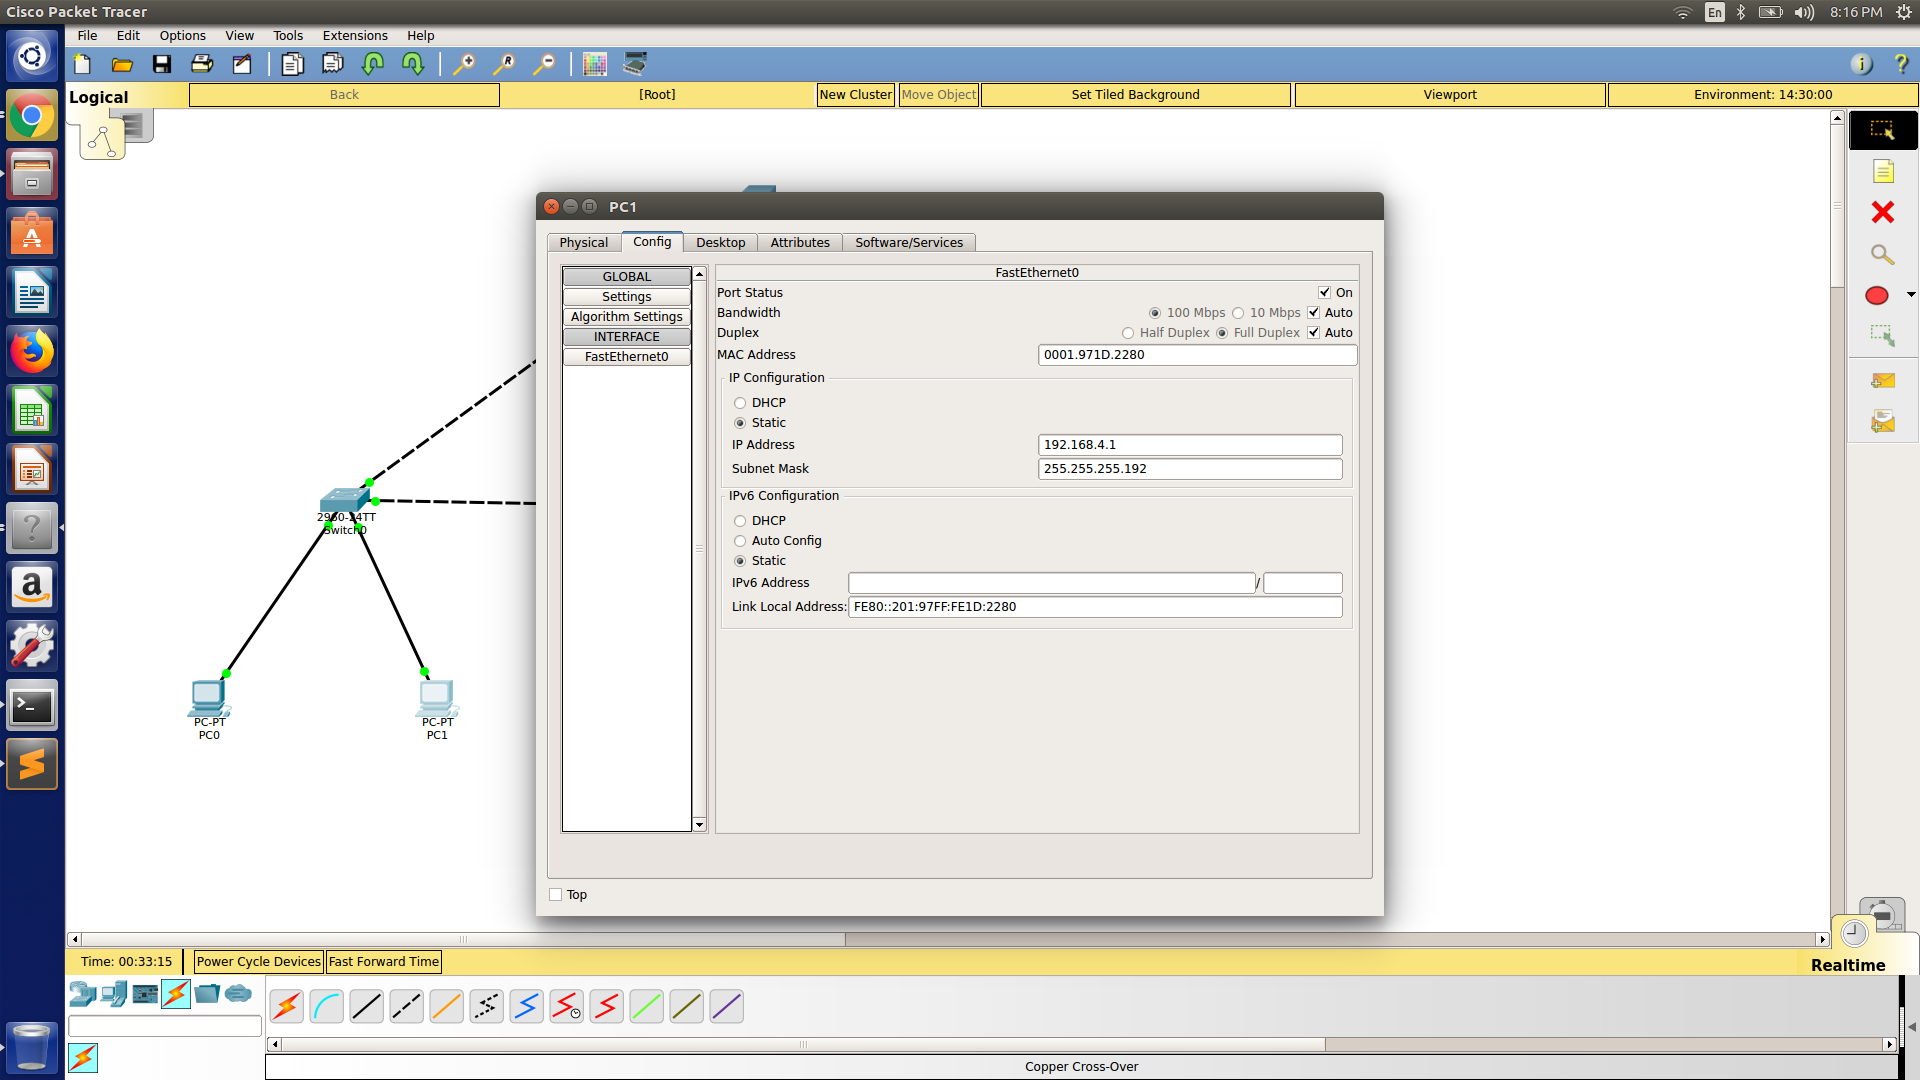 Cisco Packet Tracer
En
8:16 PM
File Edit Options View Tools Extensions Help
Logical
Back
[Root]
New Cluster
Move Object
Set Tiled Background
Viewport
Environment: 14:30:00
PC1
Physical
Config
Desktop
Attributes
Software/Services
GLOBAL
Settings
Algorithm Settings
INTERFACE
FastEthernet0
FastEthernet0
Port Status
On
Bandwidth
100 Mbps
10 Mbps
Auto
Duplex
Half Duplex
Full Duplex
Auto
MAC Address
0001.971D.2280
IP Configuration
DHCP
Static
IP Address
192.168.4.1
Subnet Mask
255.255.255.192
IPv6 Configuration
DHCP
Auto Config
Static
IPv6 Address
/
Link Local Address:
FE80::201:97FF:FE1D:2280
Top
2960-24TT
Switch0
PC-PT
PC0
PC-PT
PC1
Time: 00:33:15
Power Cycle Devices
Fast Forward Time
Realtime
Copper Cross-Over